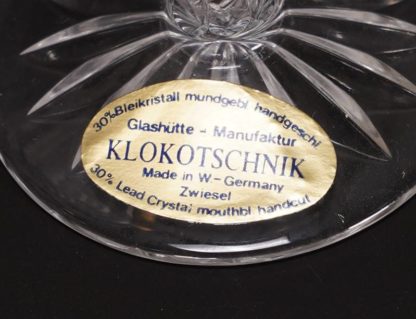 30% Bleikristall mundgebl handgeschl
Glashütte - Manufaktur
KLOKOTSCHNIK
Made in W-Germany
Zwiesel
30% Lead Crystal mouthbl handcut